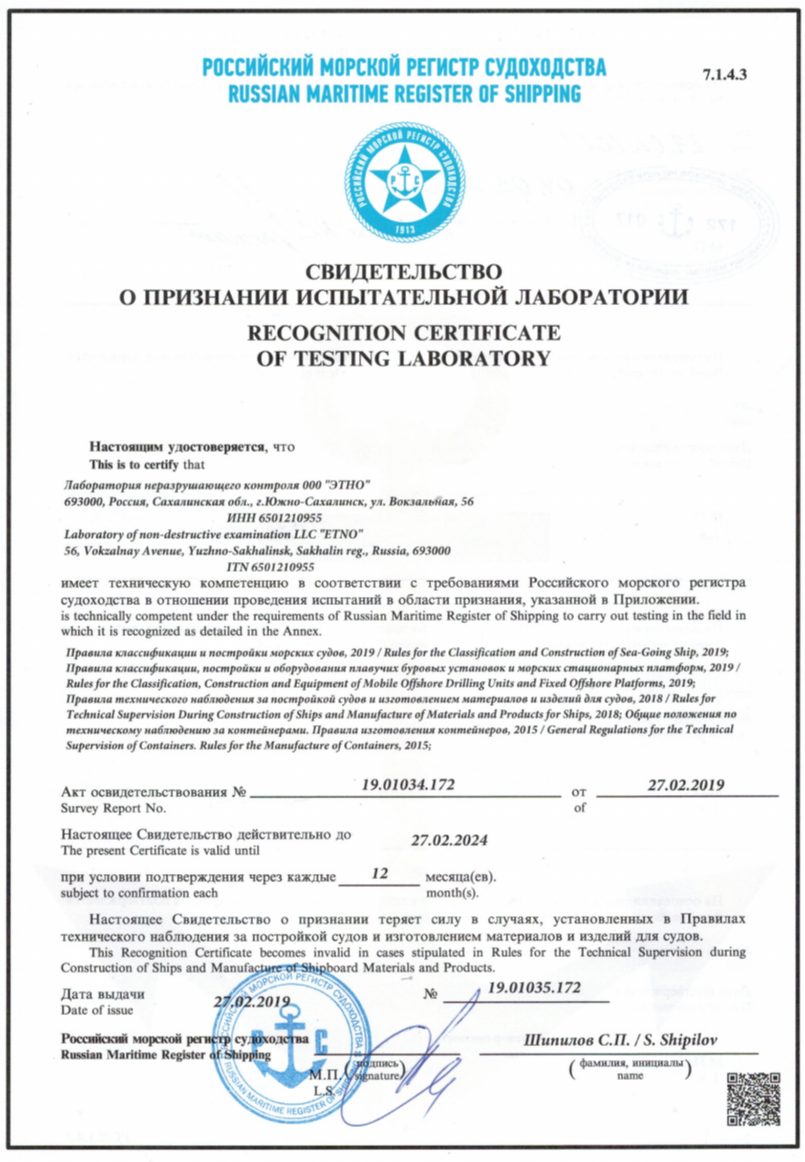 РОССИЙСКИЙ МОРСКОЙ РЕГИСТР СУДОХОДСТВА
7.1.4.3
RUSSIAN MARITIME REGISTER OF SHIPPING
РОССИЙСКИЙ МОРСКОЙ РЕГИСТР СУДОХОДСТВА
Р С
1913
СВИДЕТЕЛЬСТВО
О ПРИЗНАНИИ ИСПЫТАТЕЛЬНОЙ ЛАБОРАТОРИИ
RECOGNITION CERTIFICATE
OF TESTING LABORATORY
Настоящим удостоверяется, что
This is to certify that
Лаборатория неразрушающего контроля ООО "ЭТНО"
693000, Россия, Сахалинская обл., г.Южно-Сахалинск, ул. Вокзальная, 56
ИНН 6501210955
Laboratory of non-destructive examination LLC "ETNO"
56, Vokzalnay Avenue, Yuzhno-Sakhalinsk, Sakhalin reg., Russia, 693000
ITN 6501210955
имеет техническую компетенцию в соответствии с требованиями Российского морского регистра
судоходства в отношении проведения испытаний в области признания, указанной в Приложении.
is technically competent under the requirements of Russian Maritime Register of Shipping to carry out testing in the field in
which it is recognized as detailed in the Annex.
Правила классификации и постройки морских судов, 2019 / Rules for the Classification and Construction of Sea-Going Ship, 2019;
Правила классификации, постройки и оборудования плавучих буровых установок и морских стационарных платформ, 2019 /
Rules for the Classification, Construction and Equipment of Mobile Offshore Drilling Units and Fixed Offshore Platforms, 2019;
Правила технического наблюдения за постройкой судов и изготовлением материалов и изделий для судов, 2018 / Rules for
Technical Supervision During Construction of Ships and Manufacture of Materials and Products for Ships, 2018; Общие положения по
техническому наблюдению за контейнерами. Правила изготовления контейнеров, 2015 / General Regulations for the Technical
Supervision of Containers. Rules for the Manufacture of Containers, 2015;
Акт освидетельствования № 19.01034.172 от 27.02.2019
Survey Report No. of
Настоящее Свидетельство действительно до 27.02.2024
The present Certificate is valid until
при условии подтверждения через каждые 12 месяца(ев).
subject to confirmation each month(s).
Настоящее Свидетельство о признании теряет силу в случаях, установленных в Правилах
технического наблюдения за постройкой судов и изготовлением материалов и изделий для судов.
This Recognition Certificate becomes invalid in cases stipulated in Rules for the Technical Supervision during
Construction of Ships and Manufacture of Shipboard Materials and Products.
Дата выдачи 27.02.2019 № 19.01035.172
Date of issue
Российский морской регистр судоходства Шипилов С.П. / S. Shipilov
Russian Maritime Register of Shipping
М.П. (подпись) (фамилия, инициалы)
L.S. signature name
РОССИЙСКИЙ МОРСКОЙ РЕГИСТР СУДОХОДСТВА
Р С
RUSSIAN MARITIME REGISTER OF SHIPPING